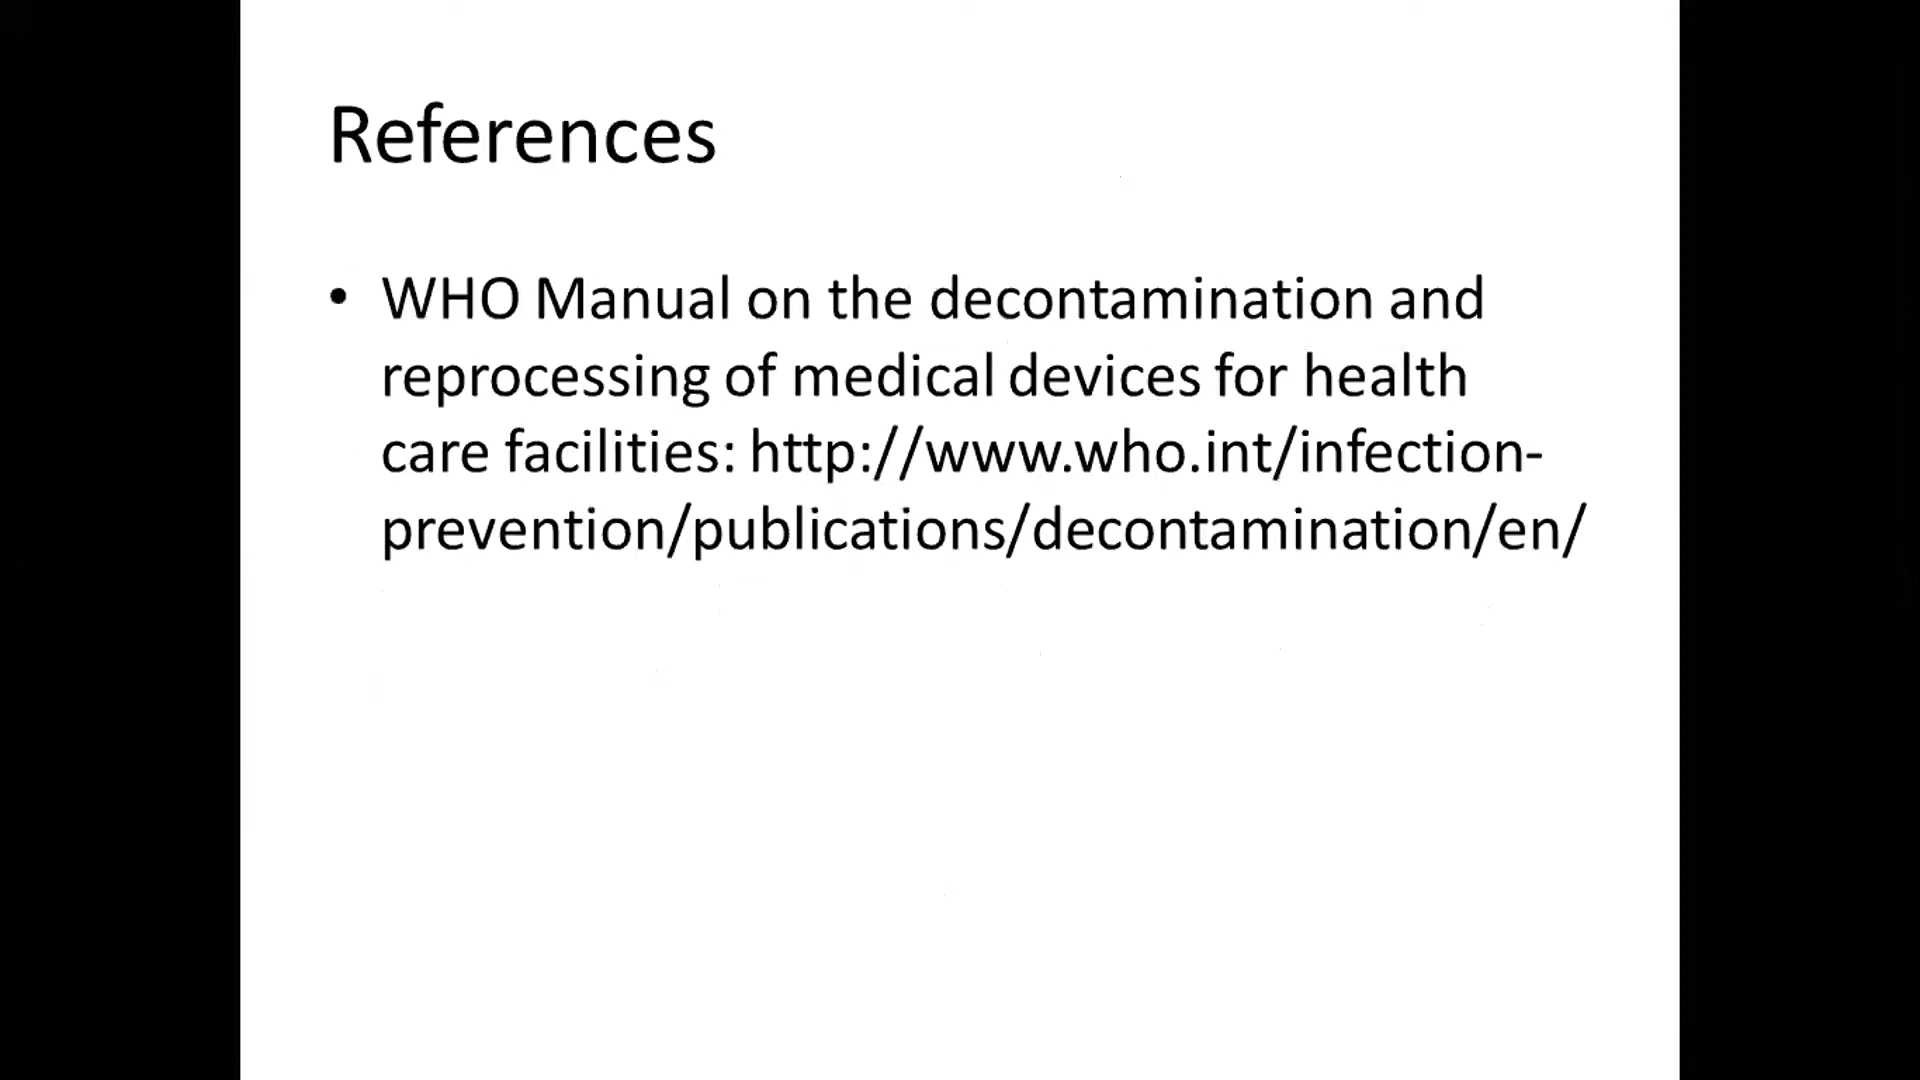 References
• WHO Manual on the decontamination and
reprocessing of medical devices for health
care facilities: http://www.who.int/infection-
prevention/publications/decontamination/en/